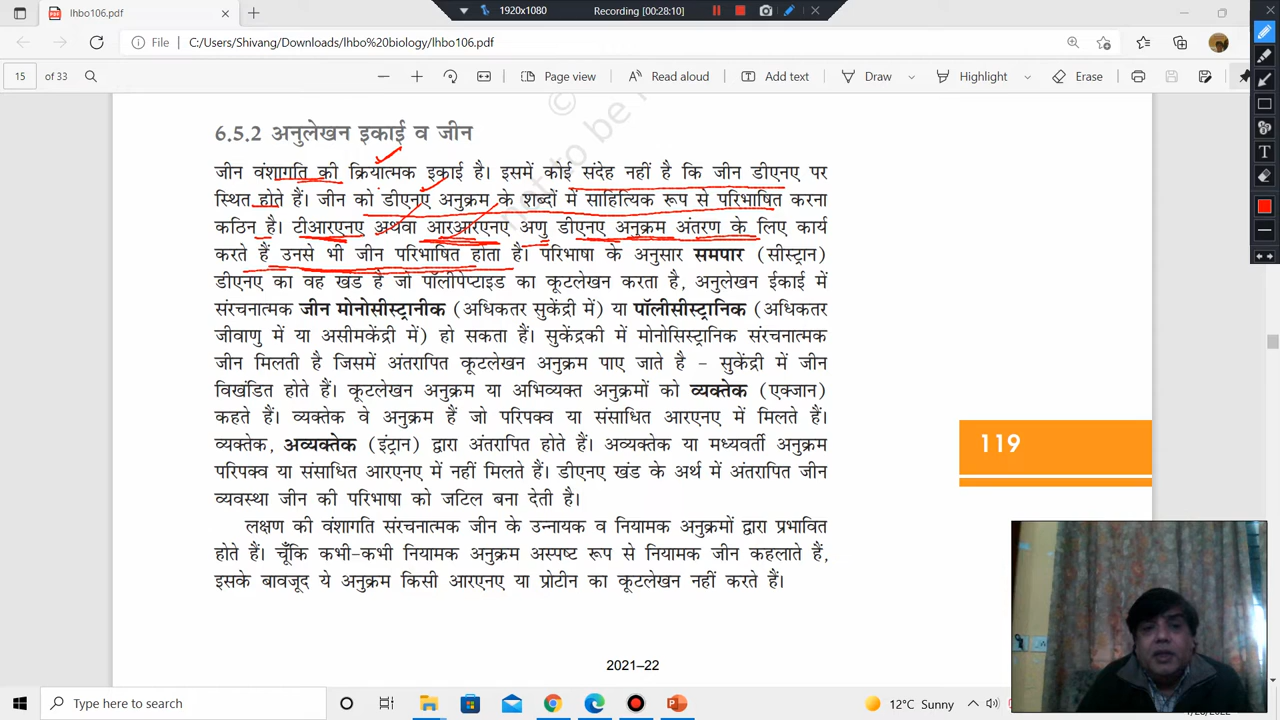 lhbo106.pdf
1920x1080
Recording [00:28:10]
File
C:/Users/Shivang/Downloads/lhbo%20biology/lhbo106.pdf
15 of 33
Page view
Read aloud
Add text
Draw
Highlight
Erase
© not to be
6.5.2 अनुलेखन इकाई व जीन
जीन वंशागति की क्रियात्मक इकाई है। इसमें कोई संदेह नहीं है कि जीन डीएनए पर
स्थित होते हैं। जीन को डीएनए अनुक्रम के शब्दों में साहित्यिक रूप से परिभाषित करना
कठिन है। टीआरएनए अथवा आरआरएनए अणु डीएनए अनुक्रम अंतरण के लिए कार्य
करते हैं उनसे भी जीन परिभाषित होता है। परिभाषा के अनुसार समपार (सीस्ट्रान)
डीएनए का वह खंड है जो पॉलीपेप्टाइड का कूटलेखन करता है, अनुलेखन ईकाई में
संरचनात्मक जीन मोनोसीस्ट्रानीक (अधिकतर सुकेंद्री में) या पॉलीसीस्ट्रानिक (अधिकतर
जीवाणु में या असीमकेंद्री में) हो सकता हैं। सुकेंद्रकी में मोनोसिस्ट्रानिक संरचनात्मक
जीन मिलती है जिसमें अंतरापित कूटलेखन अनुक्रम पाए जाते है – सुकेंद्री में जीन
विखंडित होते हैं। कूटलेखन अनुक्रम या अभिव्यक्त अनुक्रमों को व्यक्तेक (एक्जान)
कहते हैं। व्यक्तेक वे अनुक्रम हैं जो परिपक्व या संसाधित आरएनए में मिलते हैं।
व्यक्तेक, अव्यक्तेक (इंट्रान) द्वारा अंतरापित होते हैं। अव्यक्तेक या मध्यवर्ती अनुक्रम
परिपक्व या संसाधित आरएनए में नहीं मिलते हैं। डीएनए खंड के अर्थ में अंतरापित जीन
व्यवस्था जीन की परिभाषा को जटिल बना देती है।
119
लक्षण की वंशागति संरचनात्मक जीन के उन्नायक व नियामक अनुक्रमों द्वारा प्रभावित
होते हैं। चूँकि कभी-कभी नियामक अनुक्रम अस्पष्ट रूप से नियामक जीन कहलाते हैं,
इसके बावजूद ये अनुक्रम किसी आरएनए या प्रोटीन का कूटलेखन नहीं करते हैं।
2021–22
Type here to search
12°C Sunny